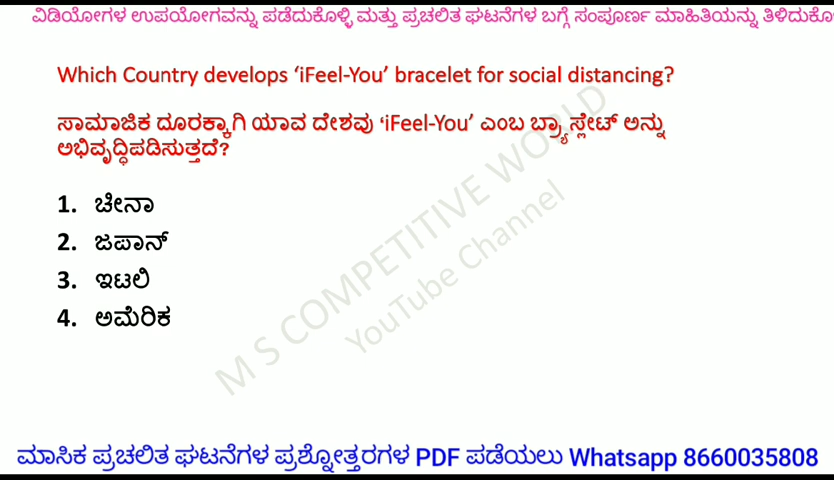 ವಿಡಿಯೋಗಳ ಉಪಯೋಗವನ್ನು ಪಡೆದುಕೊಳ್ಳಿ ಮತ್ತು ಪ್ರಚಲಿತ ಘಟನೆಗಳ ಬಗ್ಗೆ ಸಂಪೂರ್ಣ ಮಾಹಿತಿಯನ್ನು
Which Country develops ‘iFeel-You’ bracelet for social distancing?
ಸಾಮಾಜಿಕ ದೂರಕ್ಕಾಗಿ ಯಾವ ದೇಶವು ‘iFeel-You’ ಎಂಬ ಬ್ರ್ಯಾಸ್ಲೇಟ್ ಅನ್ನು
ಅಭಿವೃದ್ಧಿಪಡಿಸುತ್ತದೆ?
1. ಚೀನಾ
2. ಜಪಾನ್
3. ಇಟಲಿ
4. ಅಮೆರಿಕ
M S COMPETITIVE WORLD
YouTube Channel
ಮಾಸಿಕ ಪ್ರಚಲಿತ ಘಟನೆಗಳ ಪ್ರಶ್ನೋತ್ತರಗಳ PDF ಪಡೆಯಲು Whatsapp 8660035808